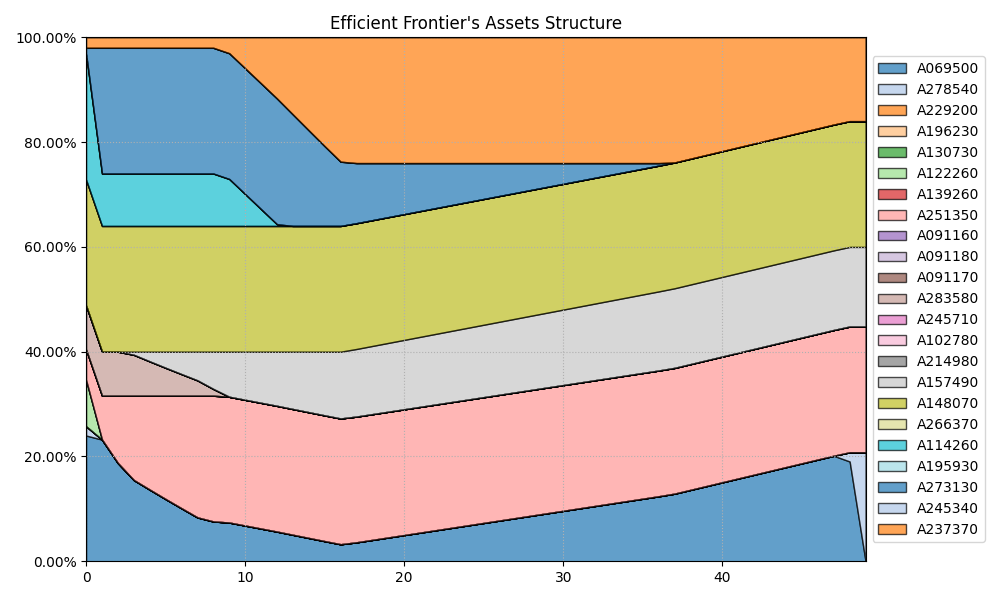 Efficient Frontier's Assets Structure
100.00%
80.00%
60.00%
40.00%
20.00%
0.00%
0
10
20
30
40
A069500
A278540
A229200
A196230
A130730
A122260
A139260
A251350
A091160
A091180
A091170
A283580
A245710
A102780
A214980
A157490
A148070
A266370
A114260
A195930
A273130
A245340
A237370